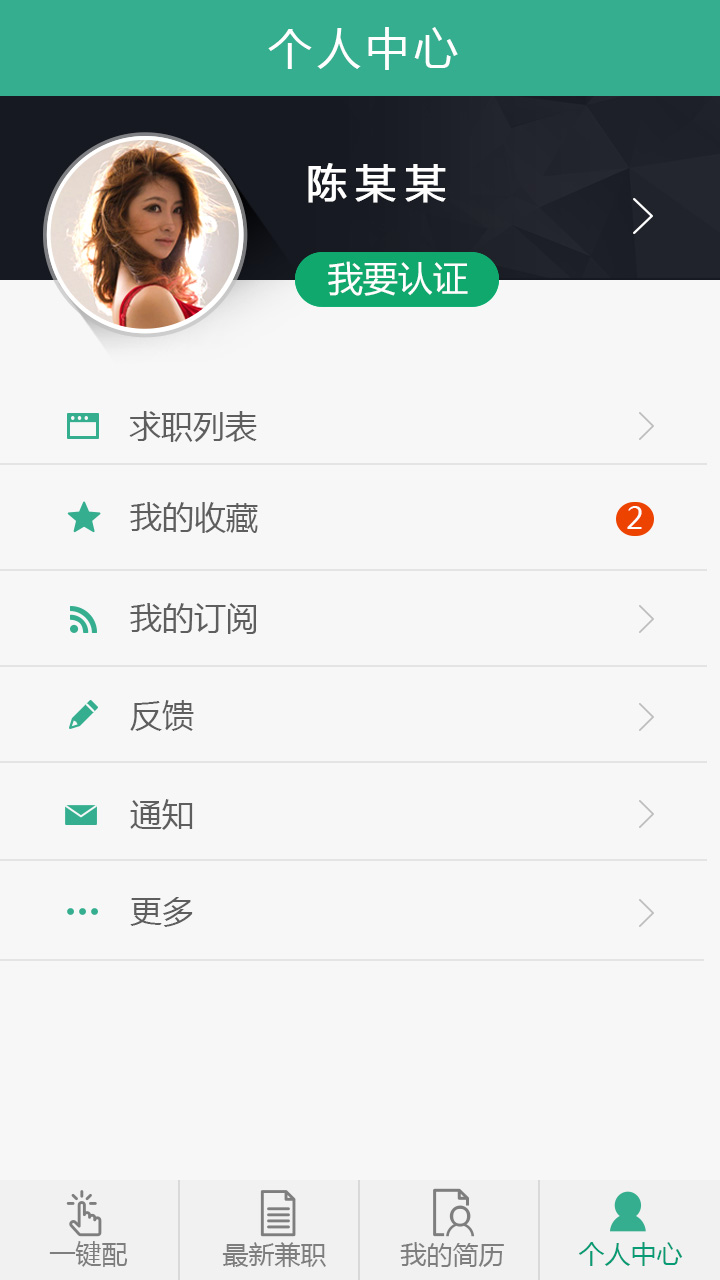 个人中心
陈某某
我要认证
求职列表
我的收藏
2
我的订阅
反馈
通知
更多
一键配
最新兼职
我的简历
个人中心